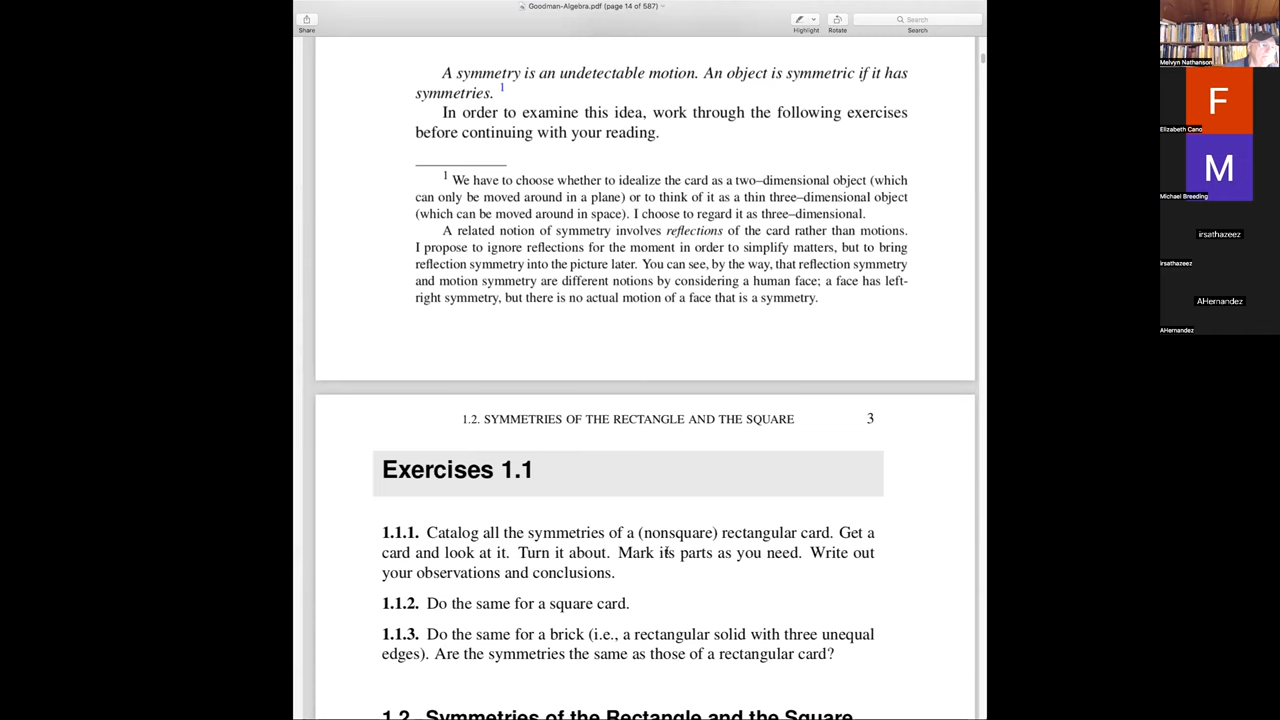 Goodman-Algebra.pdf (page 14 of 587)
Share
Highlight
Rotate
Search
Search
A symmetry is an undetectable motion. An object is symmetric if it has
symmetries. 1
In order to examine this idea, work through the following exercises
before continuing with your reading.
1 We have to choose whether to idealize the card as a two–dimensional object (which
can only be moved around in a plane) or to think of it as a thin three–dimensional object
(which can be moved around in space). I choose to regard it as three–dimensional.
A related notion of symmetry involves reflections of the card rather than motions.
I propose to ignore reflections for the moment in order to simplify matters, but to bring
reflection symmetry into the picture later. You can see, by the way, that reflection symmetry
and motion symmetry are different notions by considering a human face; a face has left-
right symmetry, but there is no actual motion of a face that is a symmetry.
1.2. SYMMETRIES OF THE RECTANGLE AND THE SQUARE 3
Exercises 1.1
1.1.1. Catalog all the symmetries of a (nonsquare) rectangular card. Get a
card and look at it. Turn it about. Mark its parts as you need. Write out
your observations and conclusions.
1.1.2. Do the same for a square card.
1.1.3. Do the same for a brick (i.e., a rectangular solid with three unequal
edges). Are the symmetries the same as those of a rectangular card?
1.2. Symmetries of the Rectangle and the Square
Melvyn Nathanson
F
Elizabeth Cano
M
Michael Breeding
irsathazeez
irsathazeez
AHernandez
AHernandez